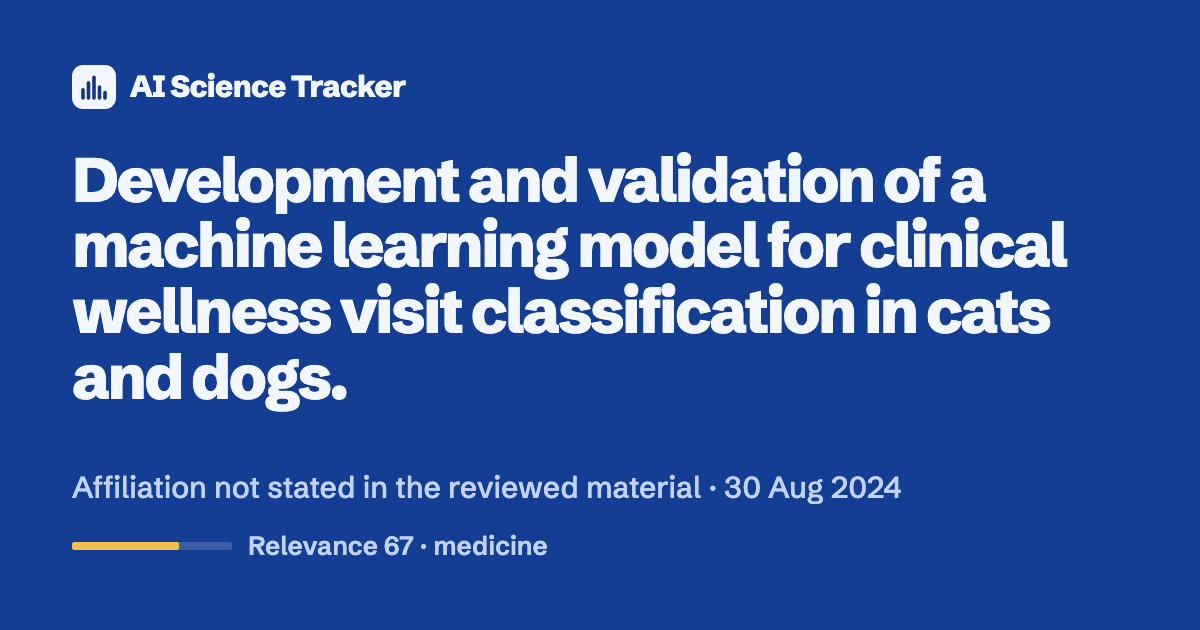 AI Science Tracker
Development and validation of a
machine learning model for clinical
wellness visit classification in cats
and dogs.
Affiliation not stated in the reviewed material · 30 Aug 2024
Relevance 67 · medicine